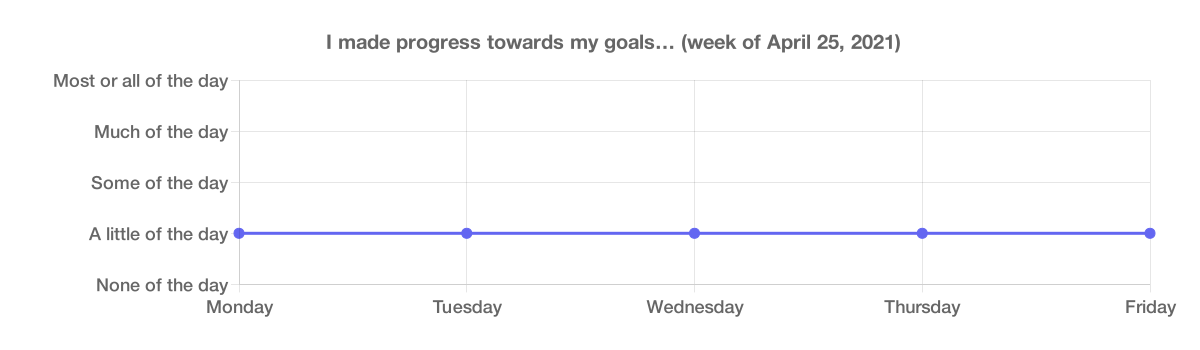 I made progress towards my goals… (week of April 25, 2021)
Most or all of the day
Much of the day
Some of the day
A little of the day
None of the day
Monday Tuesday Wednesday Thursday Friday